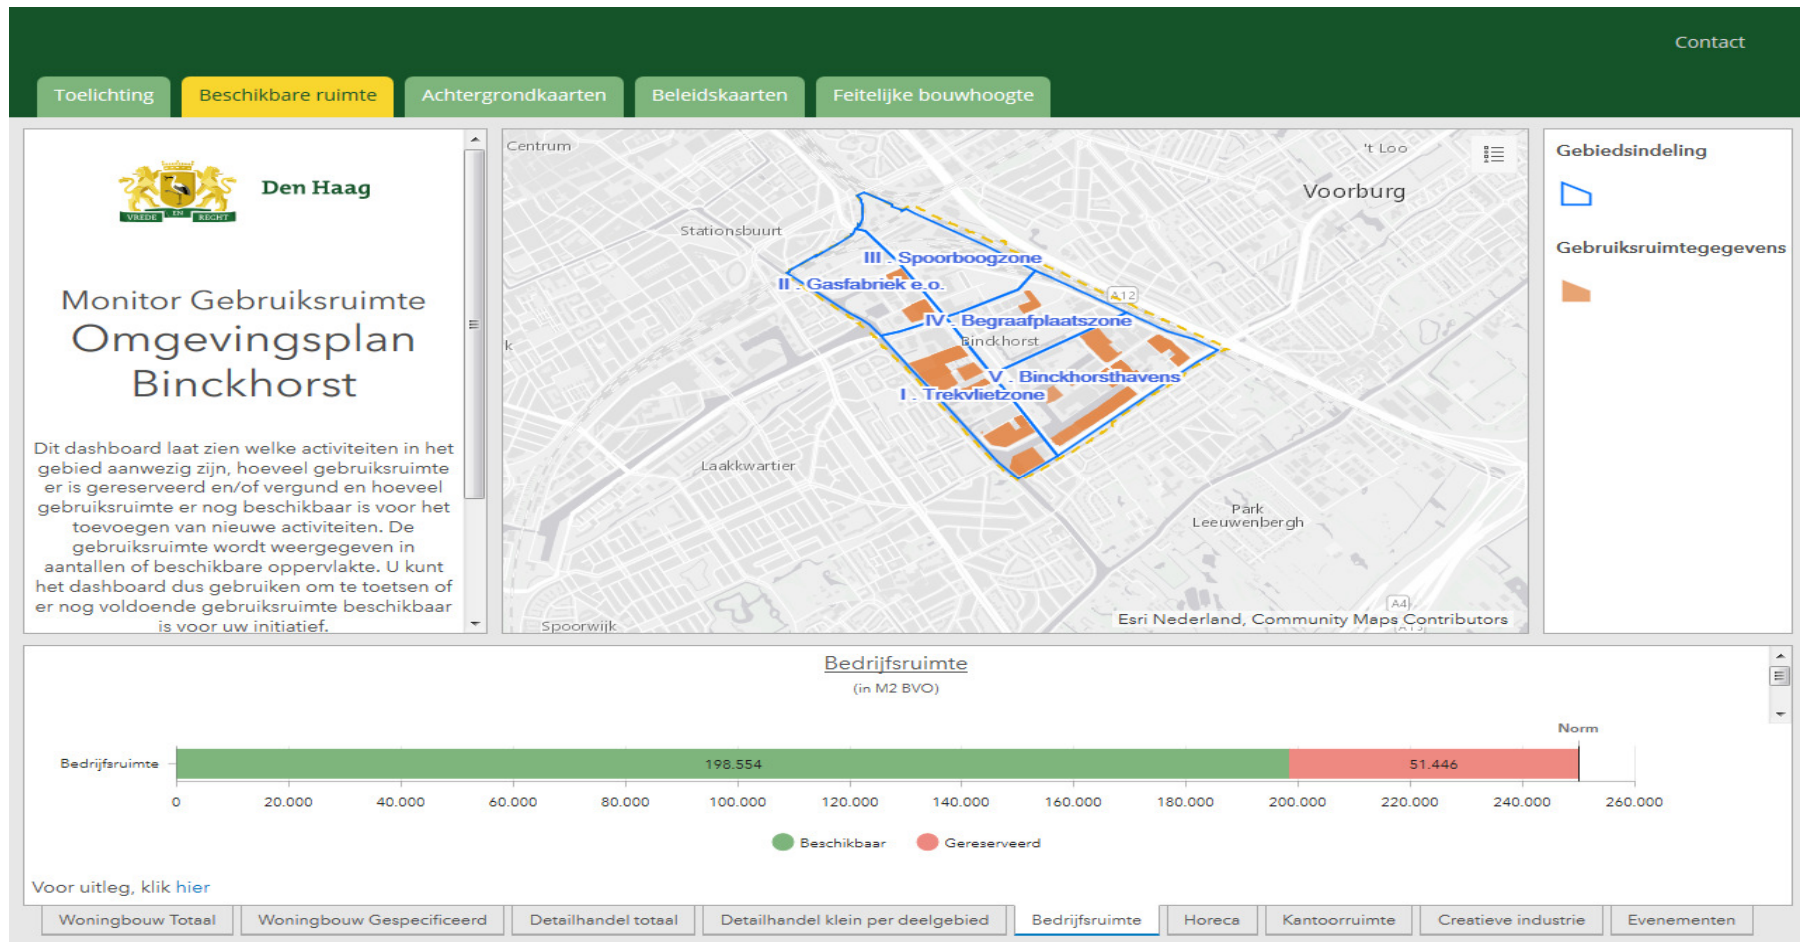 Contact
Toelichting
Beschikbare ruimte
Achtergrondkaarten
Beleidskaarten
Feitelijke bouwhoogte
VREDE EN RECHT
Den Haag
Monitor Gebruiksruimte
Omgevingsplan
Binckhorst
Dit dashboard laat zien welke activiteiten in het
gebied aanwezig zijn, hoeveel gebruiksruimte
er is gereserveerd en/of vergund en hoeveel
gebruiksruimte er nog beschikbaar is voor het
toevoegen van nieuwe activiteiten. De
gebruiksruimte wordt weergegeven in
aantallen of beschikbare oppervlakte. U kunt
het dashboard dus gebruiken om te toetsen of
er nog voldoende gebruiksruimte beschikbaar
is voor uw initiatief.
Centrum
't Loo
Voorburg
Stationsbuurt
III . Spoorboogzone
II . Gasfabriek e.o.
A12
IV . Begraafplaatszone
k
Binckhorst
V . Binckhorsthavens
I . Trekvlietzone
Laakkwartier
Park
Leeuwenbergh
A4
Esri Nederland, Community Maps Contributors
A13
Spoorwijk
Gebiedsindeling
Gebruiksruimtegegevens
Bedrijfsruimte
(in M2 BVO)
Norm
Bedrijfsruimte
198.554
51.446
0
20.000
40.000
60.000
80.000
100.000
120.000
140.000
160.000
180.000
200.000
220.000
240.000
260.000
Beschikbaar
Gereserveerd
Voor uitleg, klik hier
Woningbouw Totaal
Woningbouw Gespecificeerd
Detailhandel totaal
Detailhandel klein per deelgebied
Bedrijfsruimte
Horeca
Kantoorruimte
Creatieve industrie
Evenementen